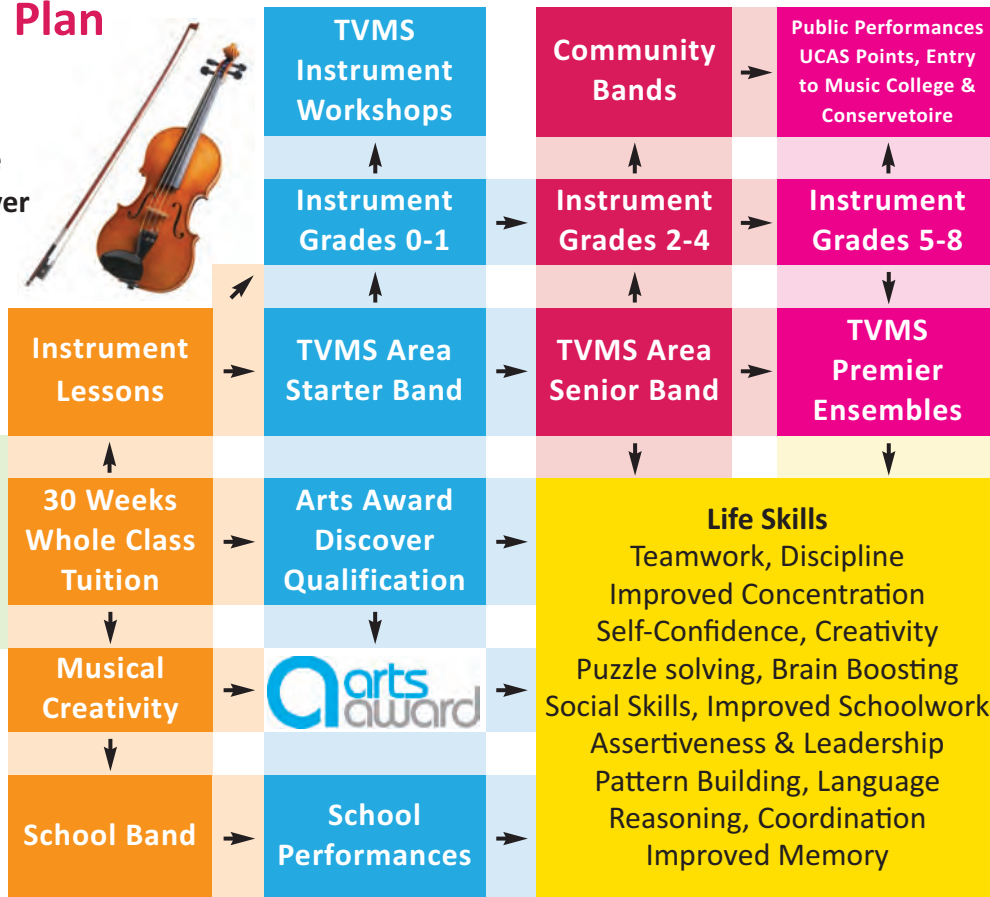 Plan
ver
TVMS
Instrument
Workshops
Community
Bands
Public Performances
UCAS Points, Entry
to Music College &
Conservetoire
Instrument
Grades 0-1
Instrument
Grades 2-4
Instrument
Grades 5-8
Instrument
Lessons
TVMS Area
Starter Band
TVMS Area
Senior Band
TVMS
Premier
Ensembles
30 Weeks
Whole Class
Tuition
Arts Award
Discover
Qualification
Life Skills
Teamwork, Discipline
Improved Concentration
Self-Confidence, Creativity
Puzzle solving, Brain Boosting
Social Skills, Improved Schoolwork
Assertiveness & Leadership
Pattern Building, Language
Reasoning, Coordination
Improved Memory
Musical
Creativity
a arts
award
School Band
School
Performances